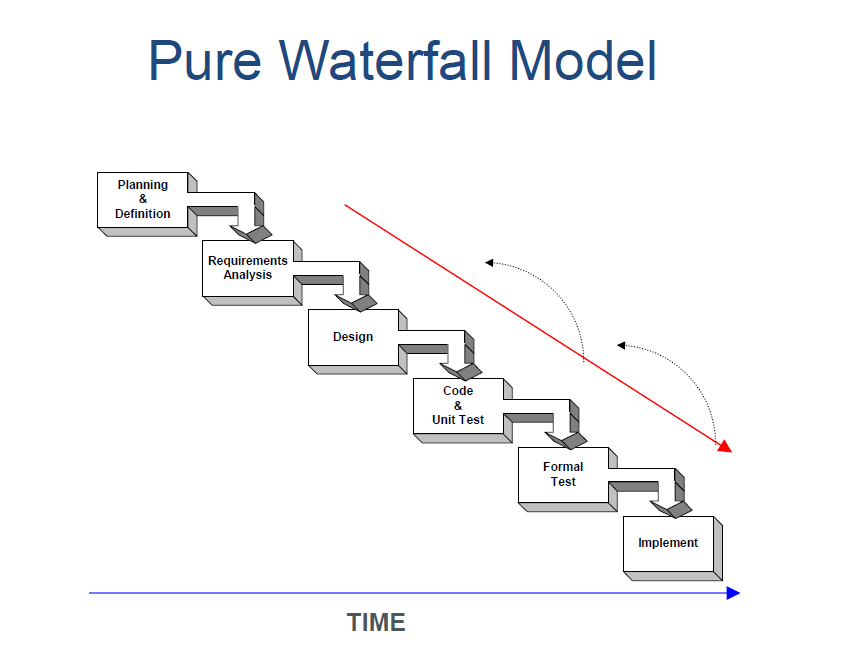 Pure Waterfall Model
Planning
&
Definition
Requirements
Analysis
Design
Code
&
Unit Test
Formal
Test
Implement
TIME